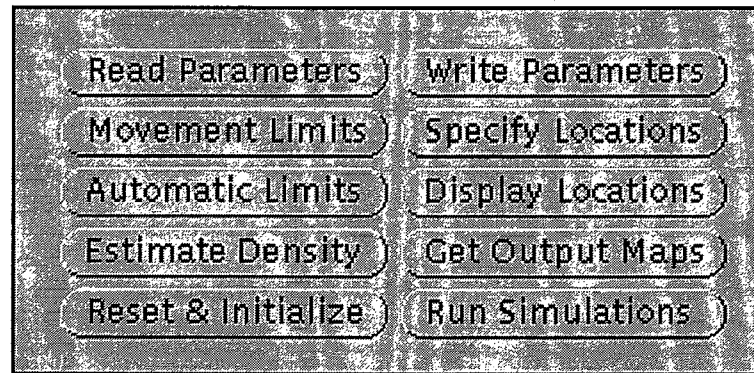 Read Parameters Write Parameters
Movement Limits Specify Locations
Automatic Limits Display Locations
Estimate Density Get Output Maps
Reset & Initialize Run Simulations